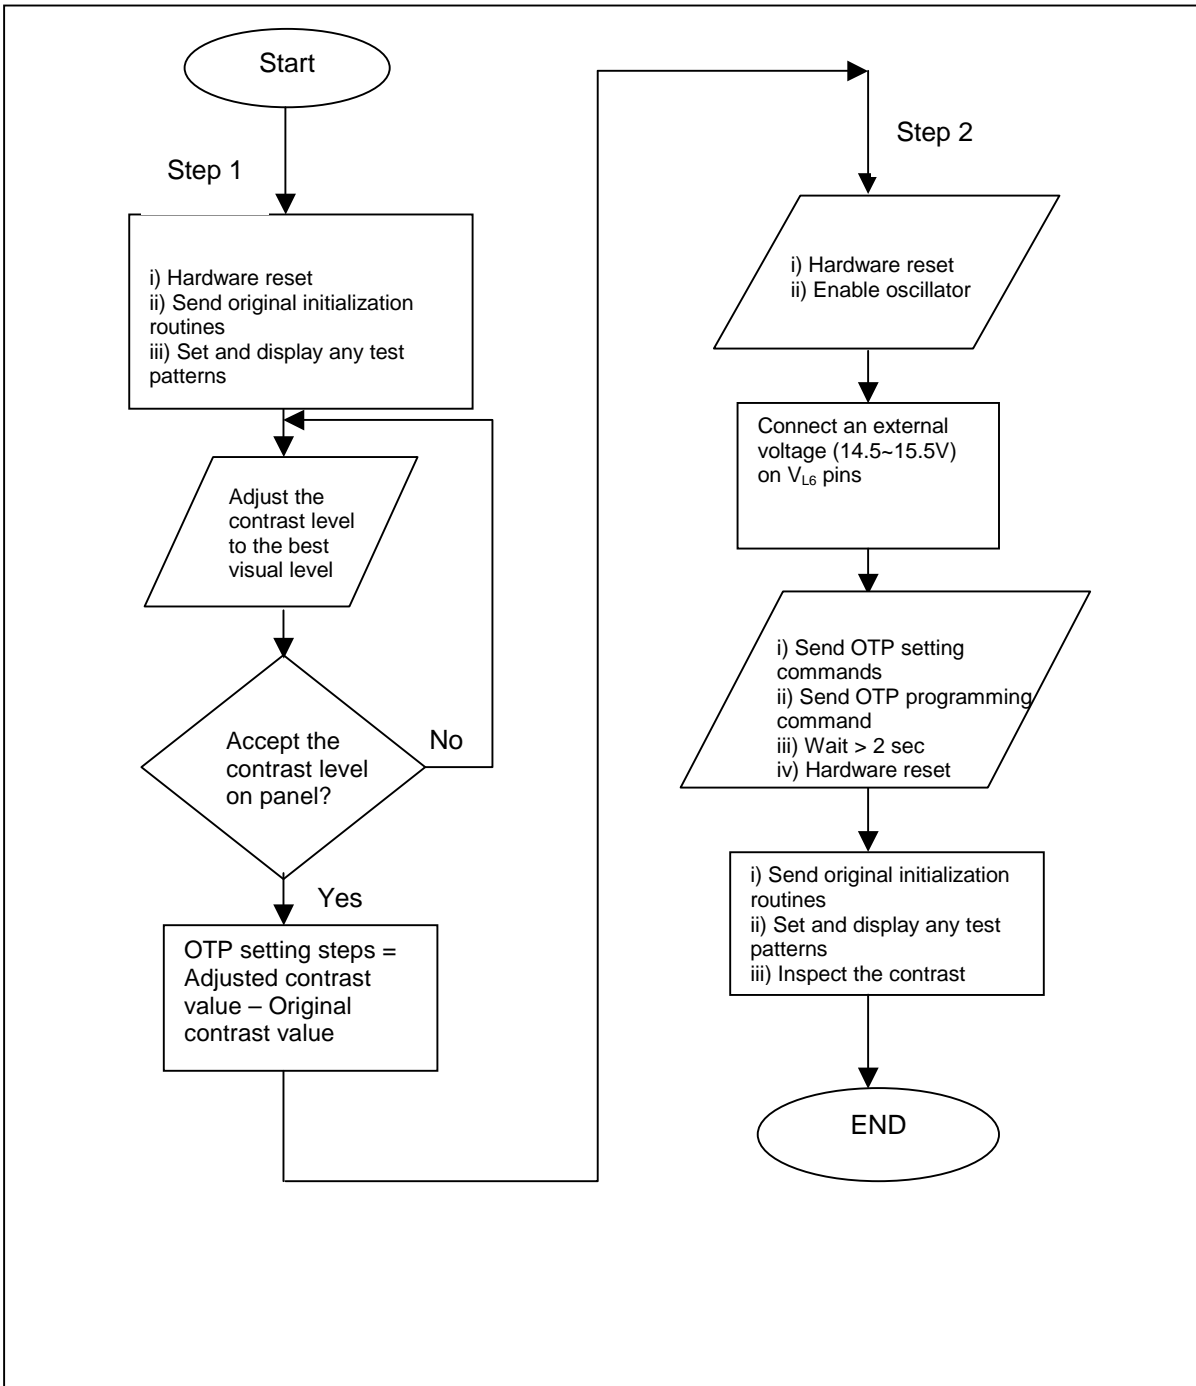 Start
Step 1
i) Hardware reset
ii) Send original initialization
routines
iii) Set and display any test
patterns
Adjust the
contrast level
to the best
visual level
Accept the
contrast level
on panel?
No
Yes
OTP setting steps =
Adjusted contrast
value – Original
contrast value
Step 2
i) Hardware reset
ii) Enable oscillator
Connect an external
voltage (14.5~15.5V)
on VL6 pins
i) Send OTP setting
commands
ii) Send OTP programming
command
iii) Wait > 2 sec
iv) Hardware reset
i) Send original initialization
routines
ii) Set and display any test
patterns
iii) Inspect the contrast
END